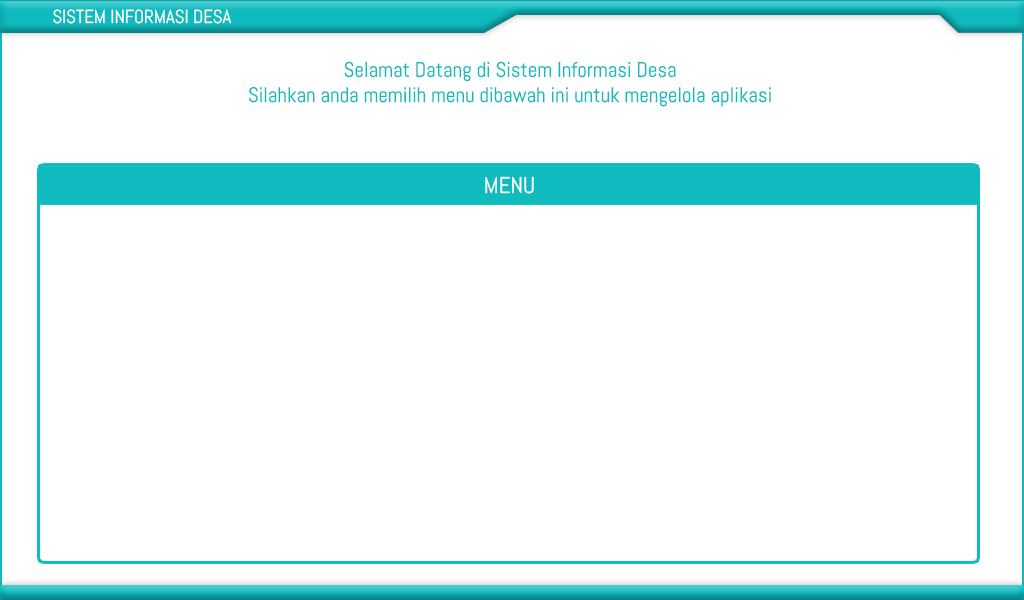 SISTEM INFORMASI DESA
Selamat Datang di Sistem Informasi Desa
Silahkan anda memilih menu dibawah ini untuk mengelola aplikasi
MENU